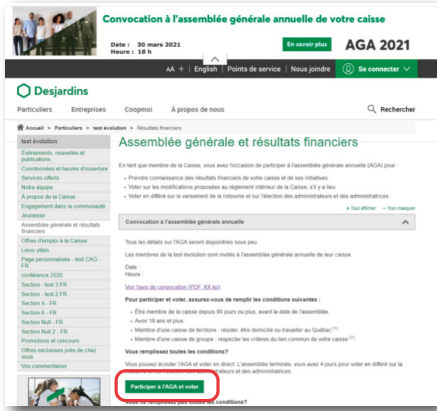 Convocation à l'assemblée générale annuelle de votre caisse
Date : 30 mars 2021
Heure : 18 h
En savoir plus
AGA 2021
AA + | English | Points de service | Nous joindre
Se connecter
Desjardins
Particuliers Entreprises Coopmoi À propos de nous
Rechercher
Accueil > Particuliers > test évolution > Résultats financiers
test évolution
Événements, nouvelles et
publications
Coordonnées et heures d'ouverture
Services offerts
Notre équipe
À propos de la Caisse
Engagement dans la communauté
Jeunesse
Assemblée générale et résultats
financiers
Offres d'emploi à la Caisse
Liens utiles
Page personnalisée - test CAG -
FR
conférence 2020
Section - test 3 FR
Section - test 2 FR
Section 4 - FR
Section 6 - FR
Section Null - FR
Section Null 2 - FR
Promotions et concours
Offres exclusives près de chez
vous
Vos commentaires
Assemblée générale et résultats financiers
En tant que membre de la Caisse, vous avez l'occasion de participer à l'assemblée générale annuelle (AGA) pour :
- Prendre connaissance des résultats financiers de votre caisse et de ses initiatives.
- Voter sur les modifications proposées au règlement intérieur de la Caisse, s'il y a lieu.
- Voter en différé sur le versement de la ristourne et sur l'élection des administrateurs et des administratrices.
+ Tout afficher - Tout masquer
Convocation à l'assemblée générale annuelle
Tous les détails sur l'AGA seront disponibles sous peu.
Les membres de la test évolution sont invités à l'assemblée générale annuelle de leur caisse.
Date :
Heure :
Voir l'avis de convocation (PDF, XX ko)
Pour participer et voter, assurez-vous de remplir les conditions suivantes :
- Être membre de la caisse depuis 90 jours ou plus, avant la date de l'assemblée.
- Avoir 18 ans et plus.
- Membre d'une caisse de territoire : résider, être domicilié ou travailler au Québec [1]
- Membre d'une caisse de groupe : respecter les critères du lien commun de votre caisse [2].
Vous remplissez toutes les conditions?
Vous pouvez écouter l'AGA et voter en direct. L'assemblée terminée, vous avez 4 jours pour voter en différé sur la
administrateurs et des administratrices.
Participer à l'AGA et voter
Vous ne remplissez pas toutes les conditions?